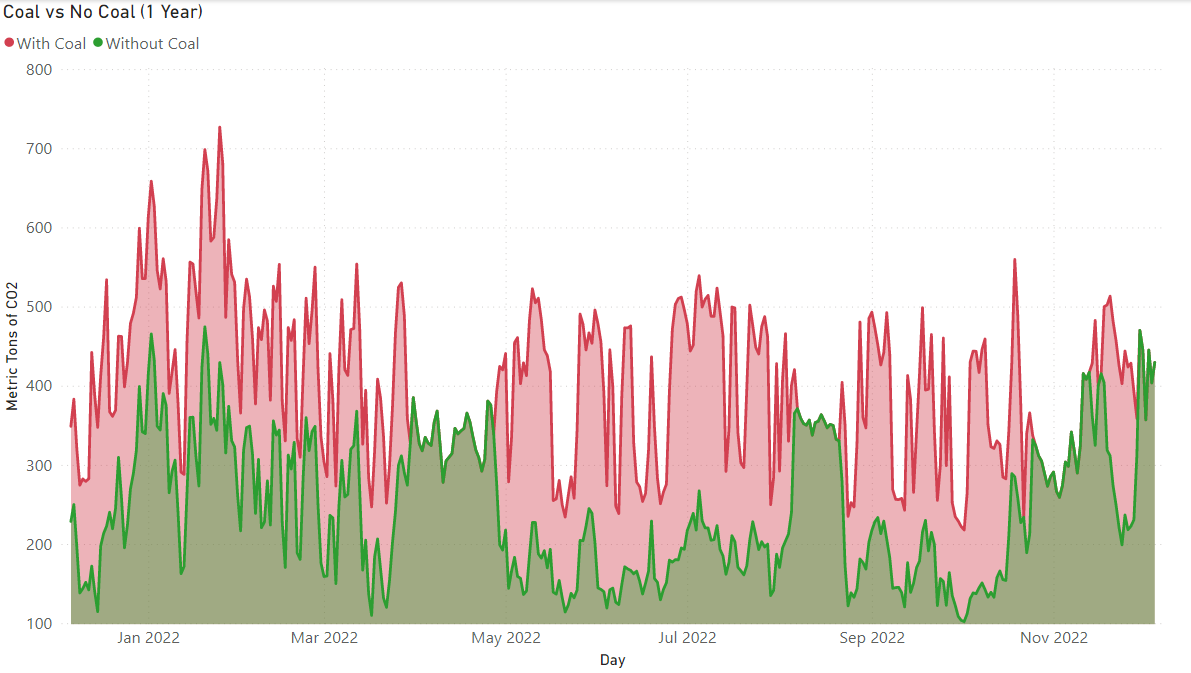 Coal vs No Coal (1 Year)
With Coal Without Coal
800
700
600
500
400
300
200
100
Metric Tons of CO2
Jan 2022 Mar 2022 May 2022 Jul 2022 Sep 2022 Nov 2022
Day